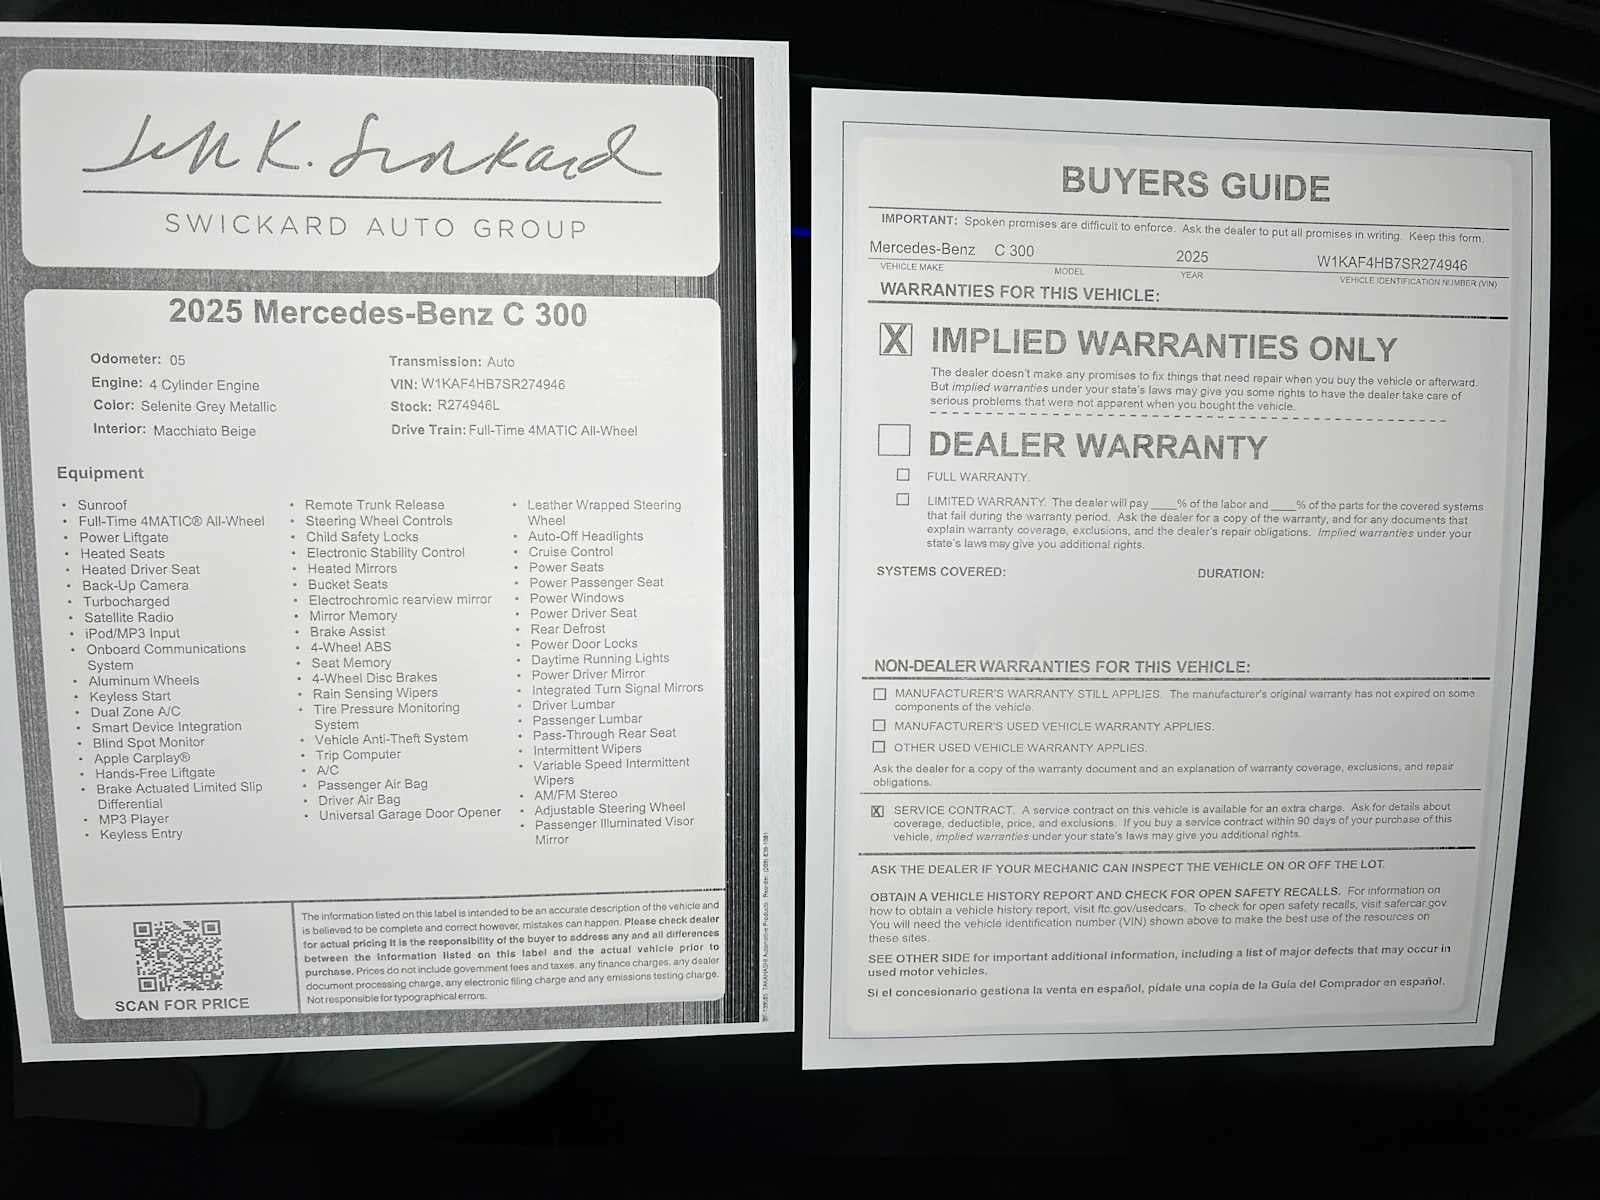 Jeff K. Swickard
SWICKARD AUTO GROUP
2025 Mercedes-Benz C 300
Odometer: 05
Engine: 4 Cylinder Engine
Color: Selenite Grey Metallic
Interior: Macchiato Beige
Transmission: Auto
VIN: W1KAF4HB7SR274946
Stock: R274946L
Drive Train: Full-Time 4MATIC All-Wheel
Equipment
• Sunroof
• Full-Time 4MATIC® All-Wheel
• Power Liftgate
• Heated Seats
• Heated Driver Seat
• Back-Up Camera
• Turbocharged
• Satellite Radio
• iPod/MP3 Input
• Onboard Communications
System
• Aluminum Wheels
• Keyless Start
• Dual Zone A/C
• Smart Device Integration
• Blind Spot Monitor
• Apple Carplay®
• Hands-Free Liftgate
• Brake Actuated Limited Slip
Differential
• MP3 Player
• Keyless Entry
• Remote Trunk Release
• Steering Wheel Controls
• Child Safety Locks
• Electronic Stability Control
• Heated Mirrors
• Bucket Seats
• Electrochromic rearview mirror
• Mirror Memory
• Brake Assist
• 4-Wheel ABS
• Seat Memory
• 4-Wheel Disc Brakes
• Rain Sensing Wipers
• Tire Pressure Monitoring
System
• Vehicle Anti-Theft System
• Trip Computer
• A/C
• Passenger Air Bag
• Driver Air Bag
• Universal Garage Door Opener
• Leather Wrapped Steering
Wheel
• Auto-Off Headlights
• Cruise Control
• Power Seats
• Power Passenger Seat
• Power Windows
• Power Driver Seat
• Rear Defrost
• Power Door Locks
• Daytime Running Lights
• Power Driver Mirror
• Integrated Turn Signal Mirrors
• Driver Lumbar
• Passenger Lumbar
• Pass-Through Rear Seat
• Intermittent Wipers
• Variable Speed Intermittent
Wipers
• AM/FM Stereo
• Adjustable Steering Wheel
• Passenger Illuminated Visor
Mirror
SCAN FOR PRICE
The information listed on this label is intended to be an accurate description of the vehicle and
is believed to be complete and correct however, mistakes can happen. Please check dealer
for actual pricing It is the responsibility of the buyer to address any and all differences
between the information listed on this label and the actual vehicle prior to
purchase. Prices do not include government fees and taxes, any finance charges, any dealer
document processing charge, any electronic filing charge and any emissions testing charge.
Not responsible for typographical errors.
TAKAHASHI Automotive Products Reorder:
BUYERS GUIDE
IMPORTANT: Spoken promises are difficult to enforce. Ask the dealer to put all promises in writing. Keep this form.
Mercedes-Benz C 300 2025 W1KAF4HB7SR274946
VEHICLE MAKE MODEL YEAR VEHICLE IDENTIFICATION NUMBER (VIN)
WARRANTIES FOR THIS VEHICLE:
X IMPLIED WARRANTIES ONLY
The dealer doesn't make any promises to fix things that need repair when you buy the vehicle or afterward.
But implied warranties under your state's laws may give you some rights to have the dealer take care of
serious problems that were not apparent when you bought the vehicle.
DEALER WARRANTY
FULL WARRANTY.
LIMITED WARRANTY. The dealer will pay ____% of the labor and ____% of the parts for the covered systems
that fail during the warranty period. Ask the dealer for a copy of the warranty, and for any documents that
explain warranty coverage, exclusions, and the dealer's repair obligations. Implied warranties under your
state's laws may give you additional rights.
SYSTEMS COVERED: DURATION:
NON-DEALER WARRANTIES FOR THIS VEHICLE:
MANUFACTURER'S WARRANTY STILL APPLIES. The manufacturer's original warranty has not expired on some
components of the vehicle.
MANUFACTURER'S USED VEHICLE WARRANTY APPLIES.
OTHER USED VEHICLE WARRANTY APPLIES.
Ask the dealer for a copy of the warranty document and an explanation of warranty coverage, exclusions, and repair
obligations.
X SERVICE CONTRACT. A service contract on this vehicle is available for an extra charge. Ask for details about
coverage, deductible, price, and exclusions. If you buy a service contract within 90 days of your purchase of this
vehicle, implied warranties under your state's laws may give you additional rights.
ASK THE DEALER IF YOUR MECHANIC CAN INSPECT THE VEHICLE ON OR OFF THE LOT.
OBTAIN A VEHICLE HISTORY REPORT AND CHECK FOR OPEN SAFETY RECALLS. For information on
how to obtain a vehicle history report, visit ftc.gov/usedcars. To check for open safety recalls, visit safercar.gov.
You will need the vehicle identification number (VIN) shown above to make the best use of the resources on
these sites.
SEE OTHER SIDE for important additional information, including a list of major defects that may occur in
used motor vehicles.
Si el concesionario gestiona la venta en español, pídale una copia de la Guía del Comprador en español.